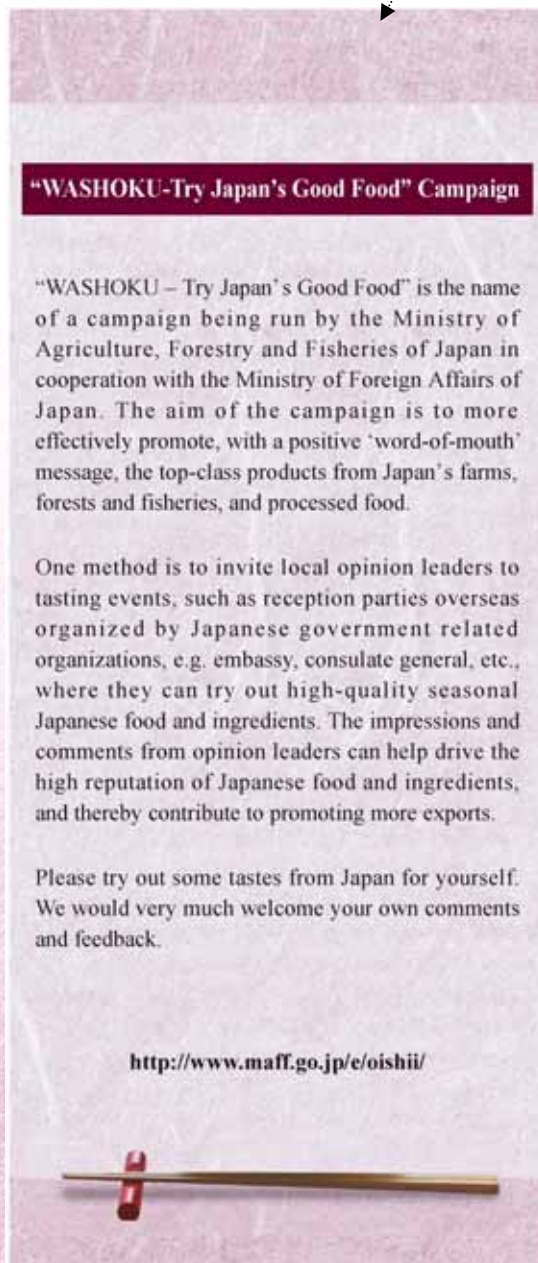 “WASHOKU-Try Japan’s Good Food” Campaign
“WASHOKU – Try Japan’s Good Food” is the name
of a campaign being run by the Ministry of
Agriculture, Forestry and Fisheries of Japan in
cooperation with the Ministry of Foreign Affairs of
Japan. The aim of the campaign is to more
effectively promote, with a positive ‘word-of-mouth’
message, the top-class products from Japan’s farms,
forests and fisheries, and processed food.
One method is to invite local opinion leaders to
tasting events, such as reception parties overseas
organized by Japanese government related
organizations, e.g. embassy, consulate general, etc.,
where they can try out high-quality seasonal
Japanese food and ingredients. The impressions and
comments from opinion leaders can help drive the
high reputation of Japanese food and ingredients,
and thereby contribute to promoting more exports.
Please try out some tastes from Japan for yourself.
We would very much welcome your own comments
and feedback.
http://www.maff.go.jp/e/oishii/